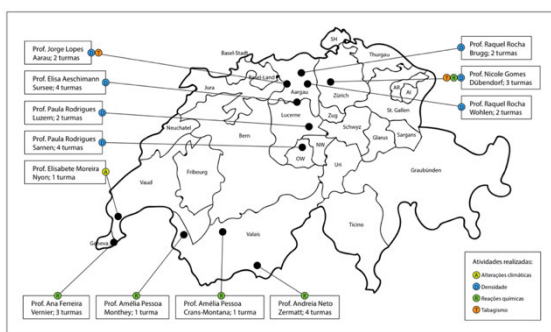 Prof. Jorge Lopes
Aarau; 2 turmas
D T
Prof. Elisa Aeschimann
Sursee; 4 turmas
D
Prof. Paula Rodrigues
Luzern; 2 turmas
D
Prof. Paula Rodrigues
Sarnen; 4 turmas
D
Prof. Elisabete Moreira
Nyon; 1 turma
A
Prof. Raquel Rocha
Brugg; 2 turmas
D
Prof. Nicole Gomes
Dübendorf; 3 turmas
T R D
Prof. Raquel Rocha
Wohlen; 2 turmas
D
SH
Basel-Stadt
Thurgau
Basel-Land
Jura
Aargau
Zürich
AR
AI
St. Gallen
Lucerne
Zug
Neuchatel
Bern
Schwyz
Glarus
Sargans
OW
NW
UH
Graubünden
Vaud
Fribourg
Geneva
Valais
Ticino
R
R
R
R
Prof. Ana Ferreira
Vernier; 3 turmas
Prof. Amélia Pessoa
Monthey; 1 turma
Prof. Amélia Pessoa
Crans-Montana; 1 turma
Prof. Andreia Neto
Zermatt; 4 turmas
Atividades realizadas:
A Alterações climáticas
D Densidade
R Reações químicas
T Tabagismo